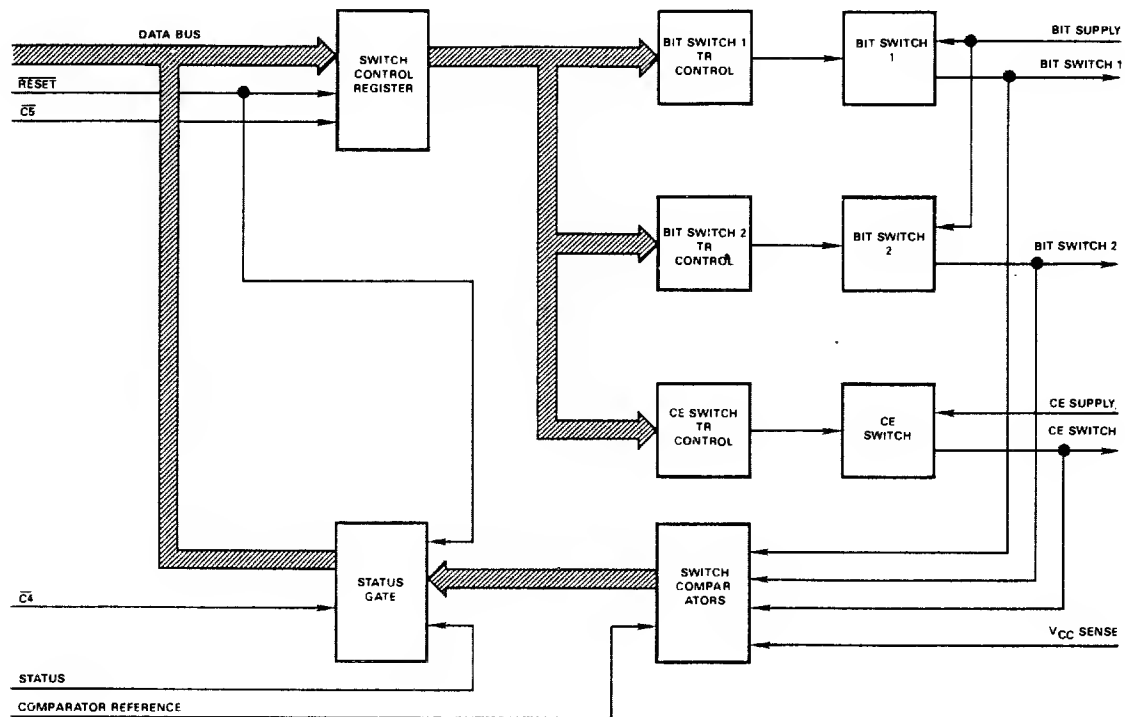 DATA BUS
RESET
C5
SWITCH
CONTROL
REGISTER
BIT SWITCH 1
TR
CONTROL
BIT SWITCH
1
BIT SUPPLY
BIT SWITCH 1
BIT SWITCH 2
TR
CONTROL
BIT SWITCH
2
BIT SWITCH 2
CE SWITCH
TR
CONTROL
CE
SWITCH
CE SUPPLY
CE SWITCH
C4
STATUS
GATE
SWITCH
COMPAR
ATORS
VCC SENSE
STATUS
COMPARATOR REFERENCE